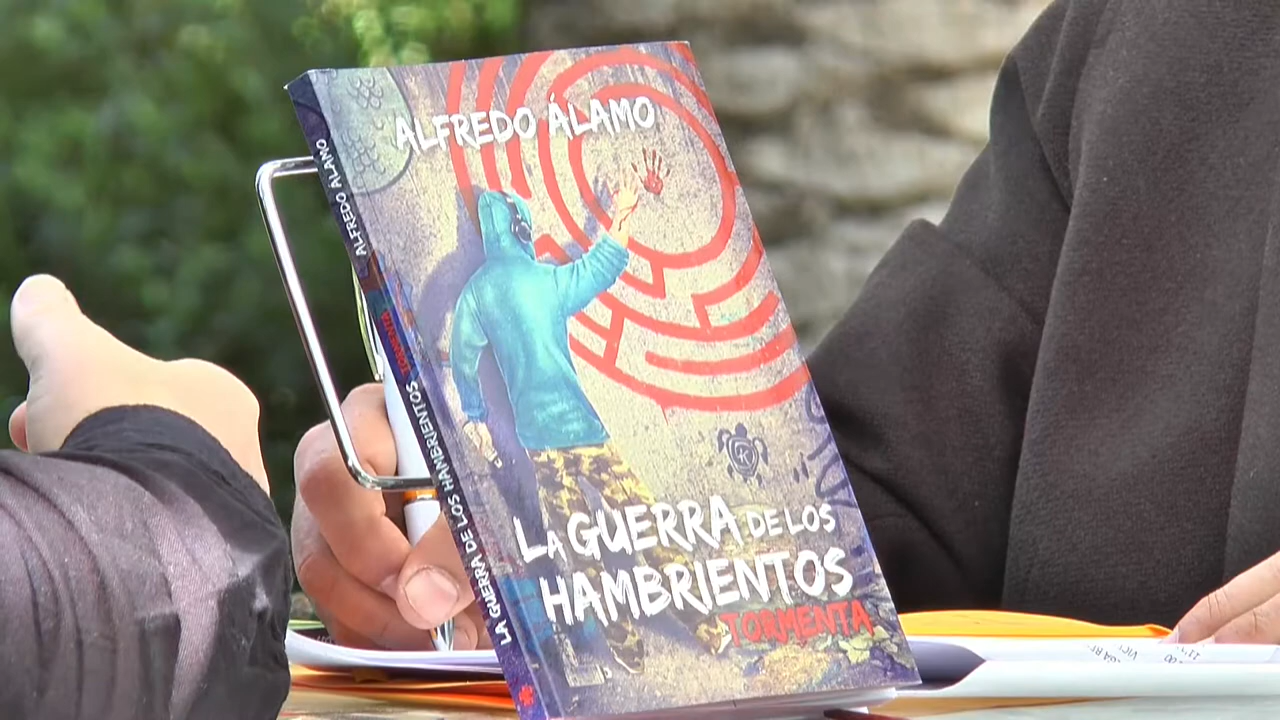 ALFREDO ÁLAMO
LA GUERRA DE LOS
HAMBRIENTOS
TORMENTA
ALFREDO ÁLAMO
LA GUERRA DE LOS HAMBRIENTOS TORMENTA
K